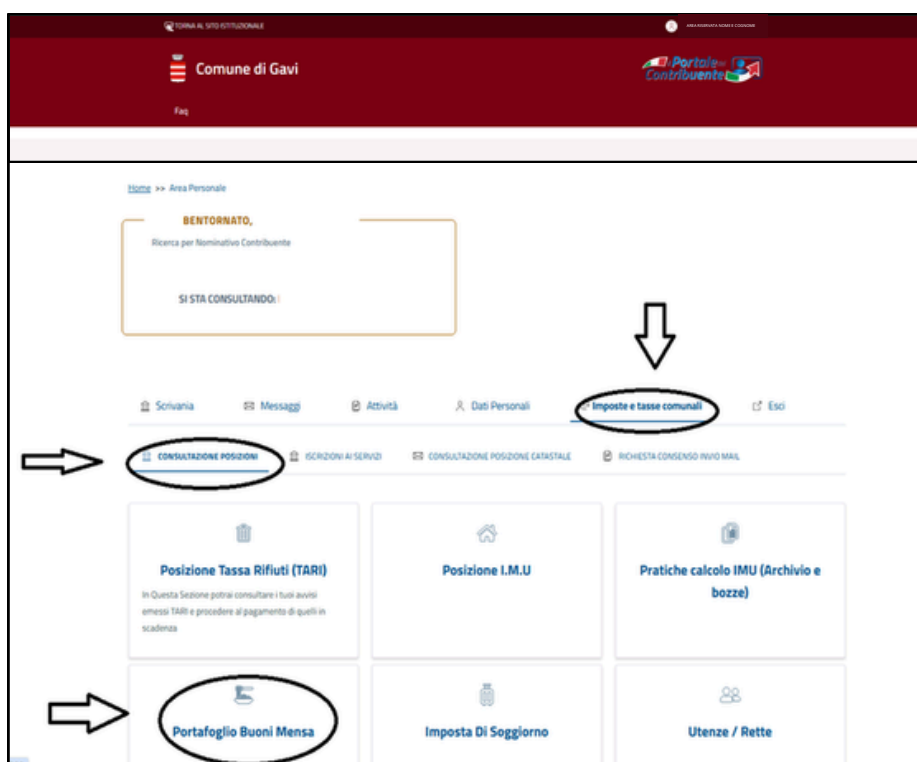 TORNA AL SITO ISTITUZIONALE
AREA RISERVATA NOME E COGNOME
Comune di Gavi
il Portale del Contribuente
Faq
Home >> Area Personale
BENTORNATO,
Ricerca per Nominativo Contribuente
SI STA CONSULTANDO:
Scrivania Messaggi Attività Dati Personali Imposte e tasse comunali Esci
CONSULTAZIONE POSIZIONI ISCRIZIONI AI SERVIZI CONSULTAZIONE POSIZIONE CATASTALE RICHIESTA CONSENSO INVIO MAIL
Posizione Tassa Rifiuti (TARI)
In Questa Sezione potrai consultare i tuoi avvisi
emessi TARI e procedere al pagamento di quelli in
scadenza
Posizione I.M.U
Pratiche calcolo IMU (Archivio e
bozze)
Portafoglio Buoni Mensa
Imposta Di Soggiorno
Utenze / Rette